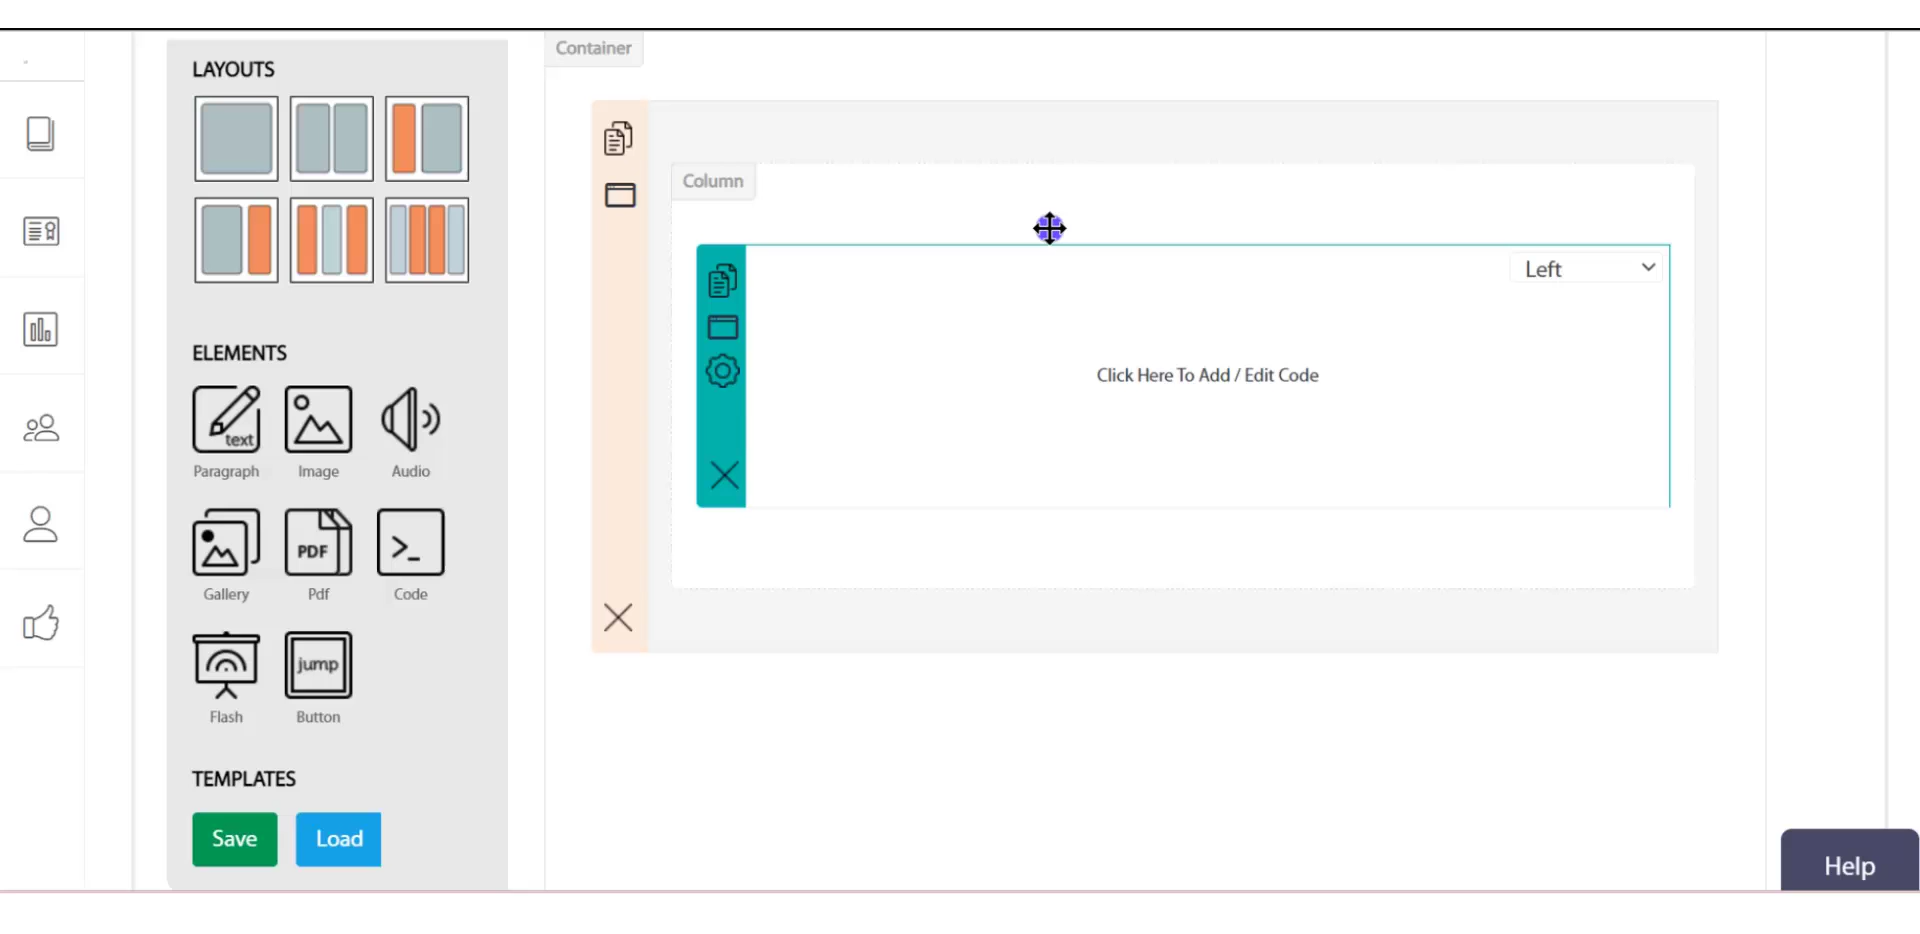 LAYOUTS
ELEMENTS
text
Paragraph
Image
Audio
PDF
Gallery
Pdf
>_
Code
jump
Flash
Button
TEMPLATES
Save
Load
Container
Column
Left
Click Here To Add / Edit Code
Help